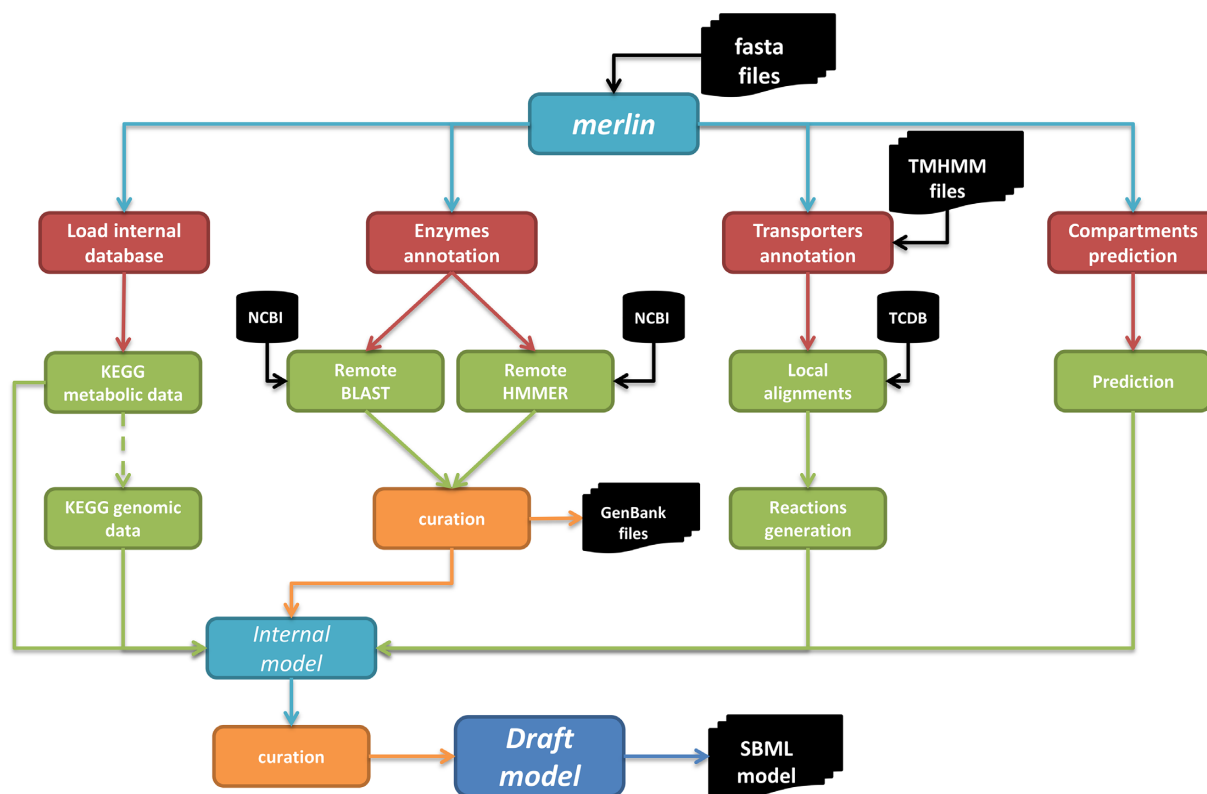 fasta
files
merlin
TMHMM
files
Load internal
database
Enzymes
annotation
Transporters
annotation
Compartments
prediction
NCBI
NCBI
TCDB
KEGG
metabolic data
Remote
BLAST
Remote
HMMER
Local
alignments
Prediction
KEGG genomic
data
curation
GenBank
files
Reactions
generation
Internal
model
curation
Draft
model
SBML
model